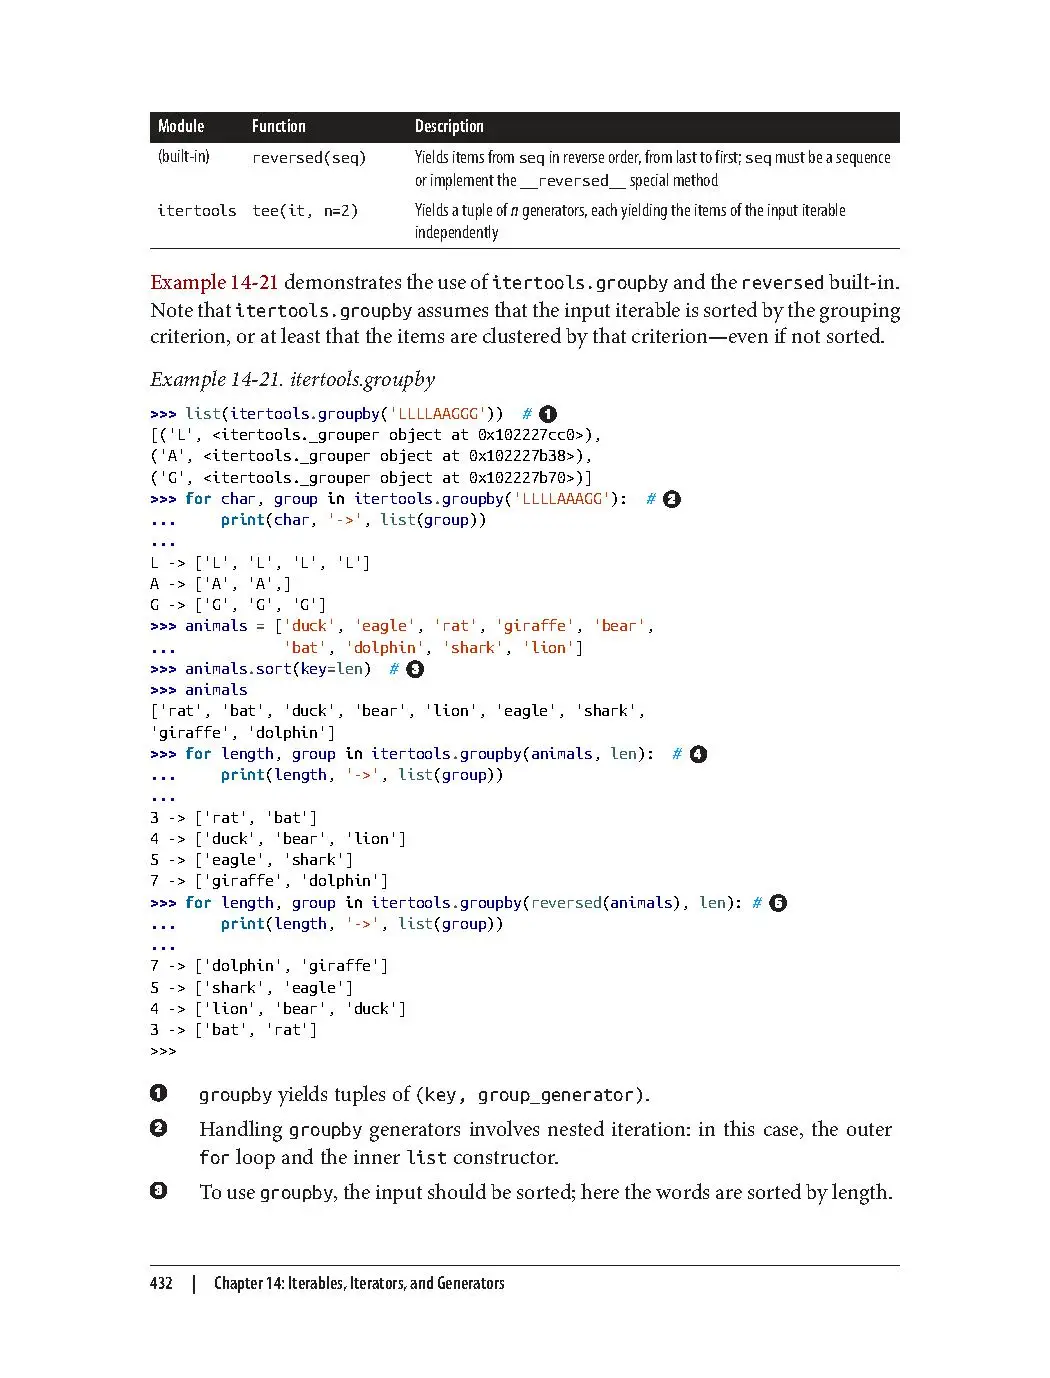 Module Function Description
(built-in) reversed(seq) Yields items from seq in reverse order, from last to first; seq must be a sequence
or implement the __reversed__ special method
itertools tee(it, n=2) Yields a tuple of n generators, each yielding the items of the input iterable
independently
Example 14-21 demonstrates the use of itertools.groupby and the reversed built-in.
Note that itertools.groupby assumes that the input iterable is sorted by the grouping
criterion, or at least that the items are clustered by that criterion—even if not sorted.
Example 14-21. itertools.groupby
>>> list(itertools.groupby('LLLLAAGGG'))  # ❶
[('L', <itertools._grouper object at 0x102227cc0>),
('A', <itertools._grouper object at 0x102227b38>),
('G', <itertools._grouper object at 0x102227b70>)]
>>> for char, group in itertools.groupby('LLLLAAAGG'):  # ❷
...     print(char, '->', list(group))
...
L -> ['L', 'L', 'L', 'L']
A -> ['A', 'A',]
G -> ['G', 'G', 'G']
>>> animals = ['duck', 'eagle', 'rat', 'giraffe', 'bear',
...            'bat', 'dolphin', 'shark', 'lion']
>>> animals.sort(key=len)  # ❸
>>> animals
['rat', 'bat', 'duck', 'bear', 'lion', 'eagle', 'shark',
'giraffe', 'dolphin']
>>> for length, group in itertools.groupby(animals, len):  # ❹
...     print(length, '->', list(group))
...
3 -> ['rat', 'bat']
4 -> ['duck', 'bear', 'lion']
5 -> ['eagle', 'shark']
7 -> ['giraffe', 'dolphin']
>>> for length, group in itertools.groupby(reversed(animals), len): # ❺
...     print(length, '->', list(group))
...
7 -> ['dolphin', 'giraffe']
5 -> ['shark', 'eagle']
4 -> ['lion', 'bear', 'duck']
3 -> ['bat', 'rat']
>>>
❶ groupby yields tuples of (key, group_generator).
❷ Handling groupby generators involves nested iteration: in this case, the outer
for loop and the inner list constructor.
❸ To use groupby, the input should be sorted; here the words are sorted by length.
432 | Chapter 14: Iterables, Iterators, and Generators